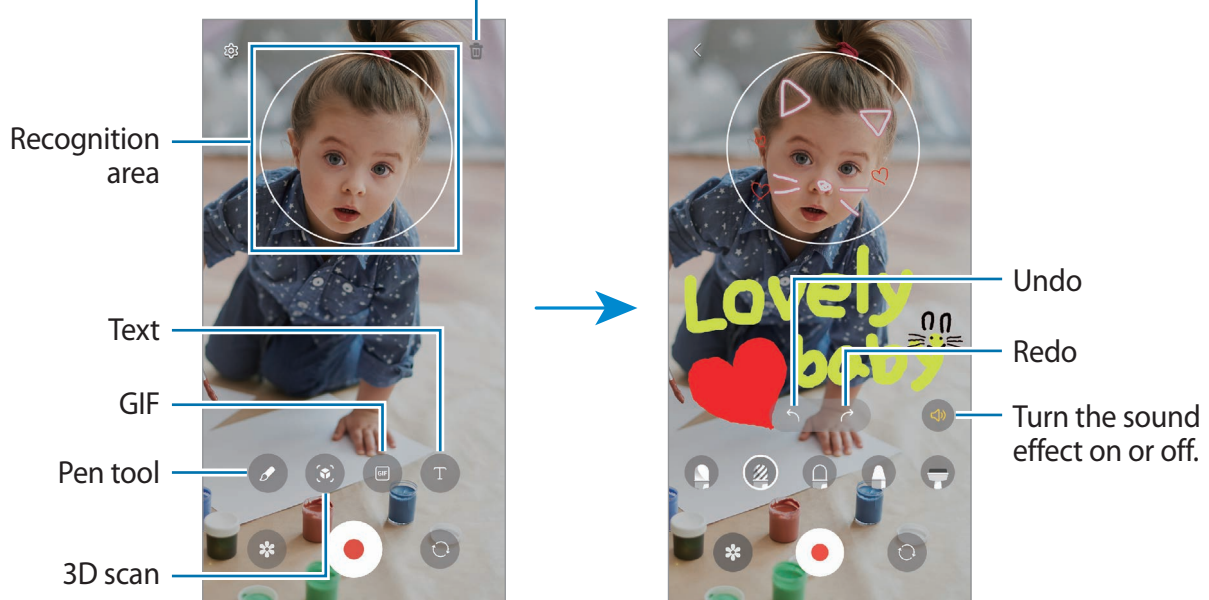 Recognition
area
Text
GIF
Pen tool
3D scan
GIF
T
Lovely
baby
Undo
Redo
Turn the sound
effect on or off.